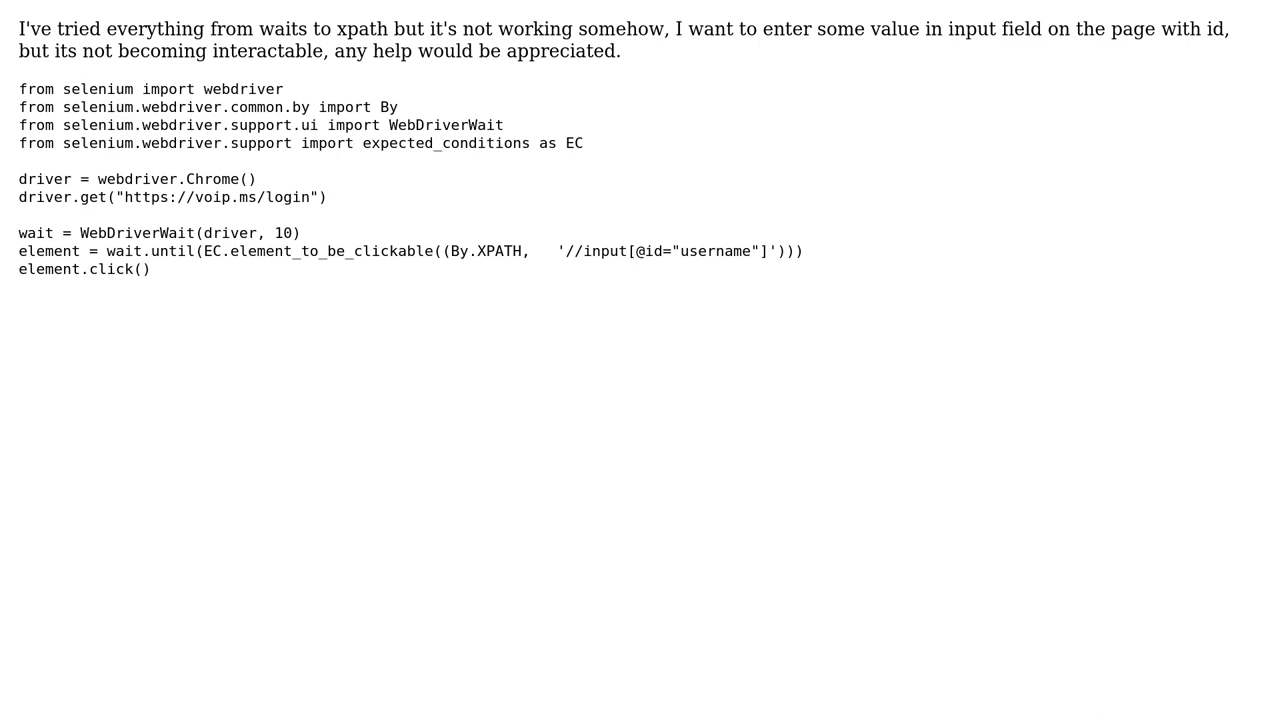 I've tried everything from waits to xpath but it's not working somehow, I want to enter some value in input field on the page with id,
but its not becoming interactable, any help would be appreciated.
from selenium import webdriver
from selenium.webdriver.common.by import By
from selenium.webdriver.support.ui import WebDriverWait
from selenium.webdriver.support import expected_conditions as EC
driver = webdriver.Chrome()
driver.get("https://voip.ms/login")
wait = WebDriverWait(driver, 10)
element = wait.until(EC.element_to_be_clickable((By.XPATH,   '//input[@id="username"]')))
element.click()